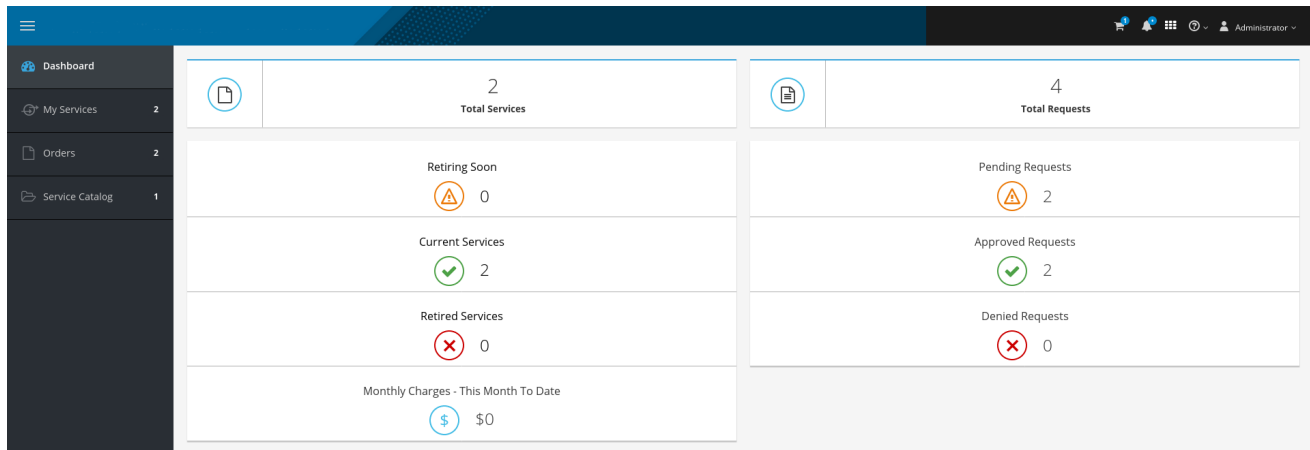 1
Administrator
Dashboard
My Services 2
Orders 2
Service Catalog 1
2
Total Services
Retiring Soon
0
Current Services
2
Retired Services
0
Monthly Charges - This Month To Date
$ $0
4
Total Requests
Pending Requests
2
Approved Requests
2
Denied Requests
0